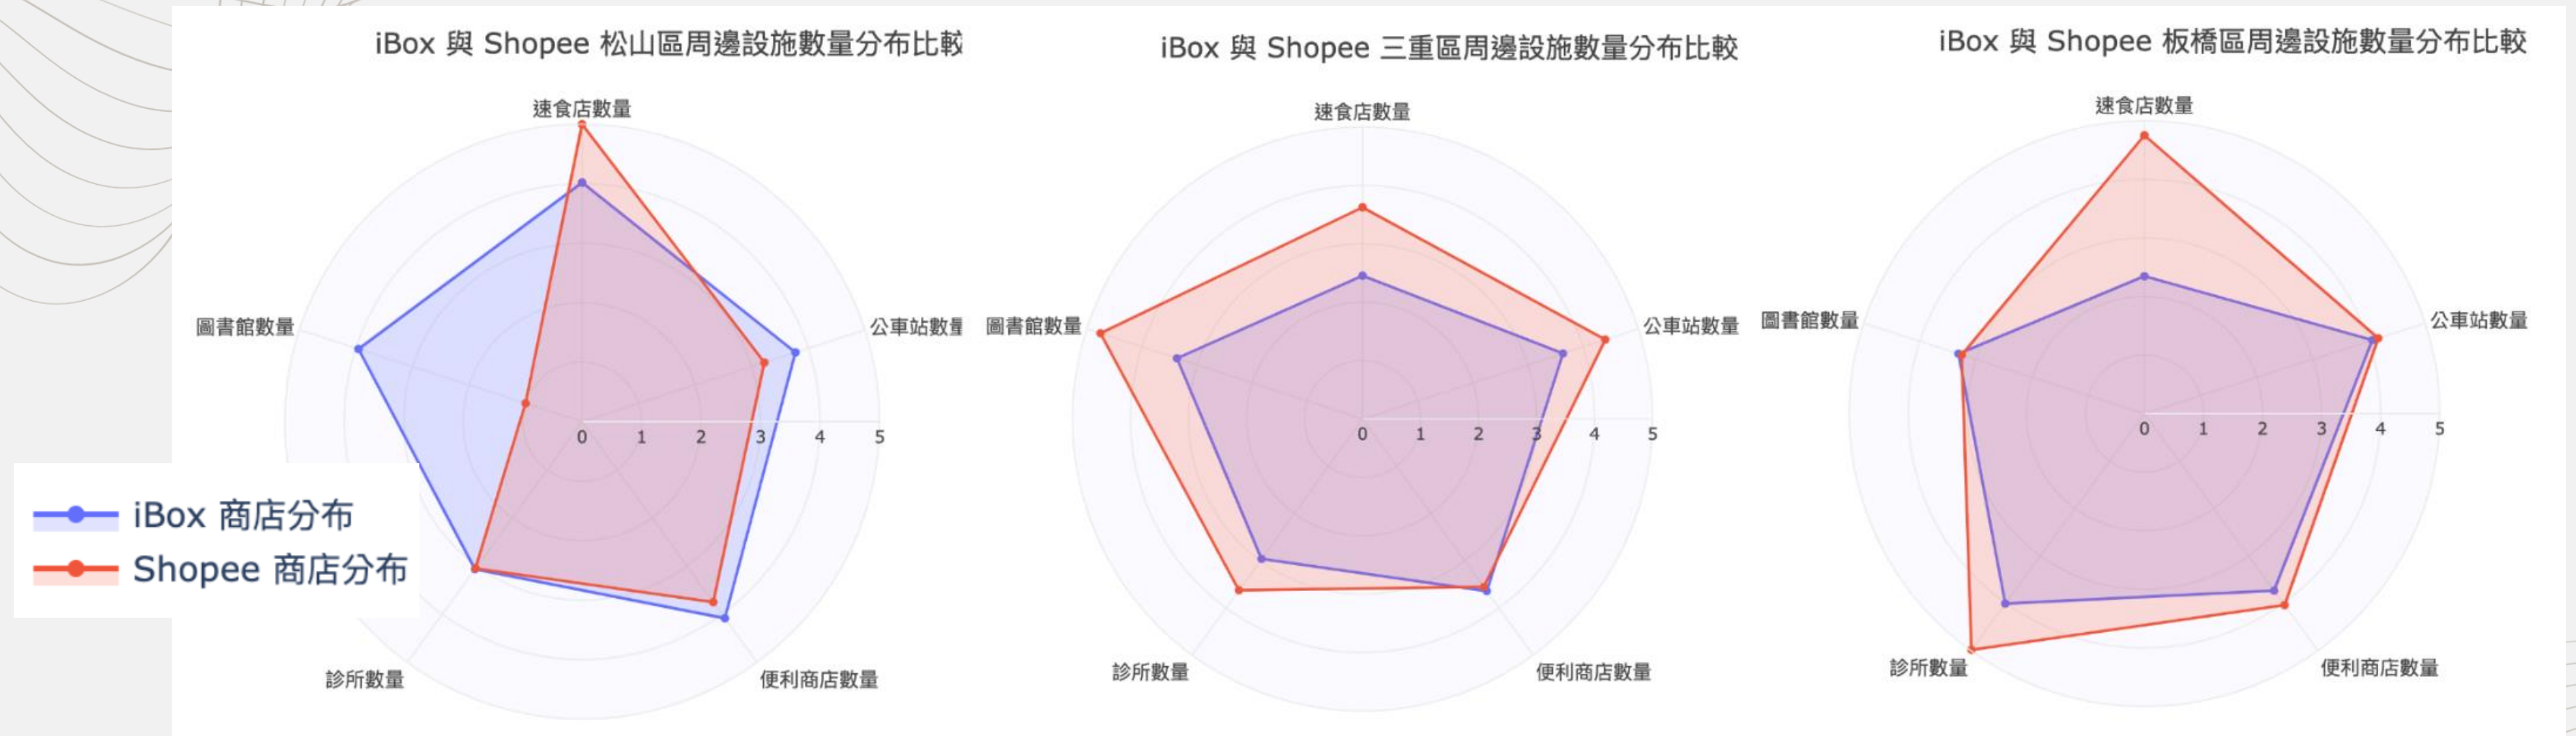 iBox 與 Shopee 松山區周邊設施數量分布比較
速食店數量
公車站數量
圖書館數量
0 1 2 3 4 5
診所數量
便利商店數量
iBox 商店分布
Shopee 商店分布
iBox 與 Shopee 三重區周邊設施數量分布比較
速食店數量
公車站數量
圖書館數量
0 1 2 3 4 5
診所數量
便利商店數量
iBox 與 Shopee 板橋區周邊設施數量分布比較
速食店數量
公車站數量
圖書館數量
0 1 2 3 4 5
診所數量
便利商店數量